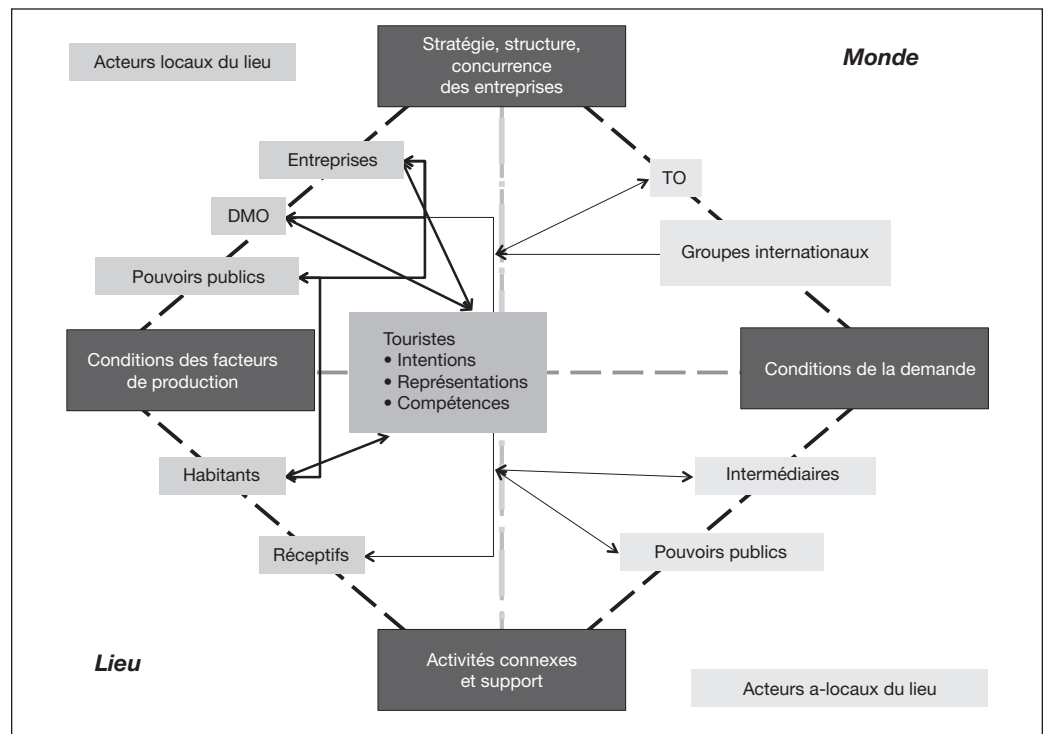 Stratégie, structure,
concurrence
des entreprises
Monde
Acteurs locaux du lieu
Entreprises
TO
DMO
Groupes internationaux
Pouvoirs publics
Touristes
• Intentions
• Représentations
• Compétences
Conditions des facteurs
de production
Conditions de la demande
Habitants
Intermédiaires
Réceptifs
Pouvoirs publics
Lieu
Activités connexes
et support
Acteurs a-locaux du lieu